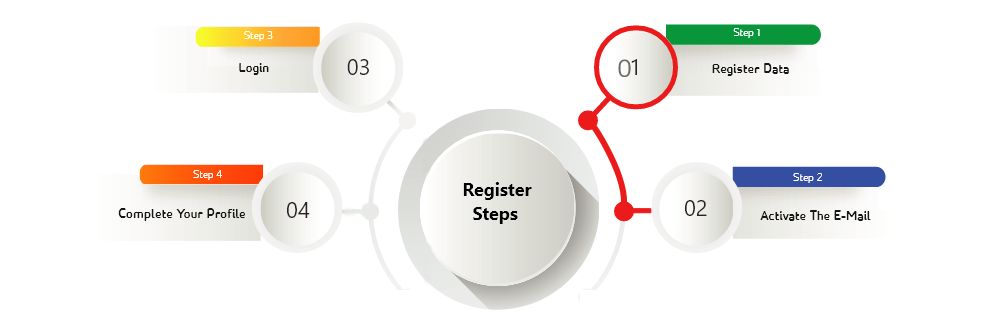 Step 1
01
Register Data
Step 2
02
Activate The E-Mail
Step 3
03
Login
Step 4
04
Complete Your Profile
Register
Steps